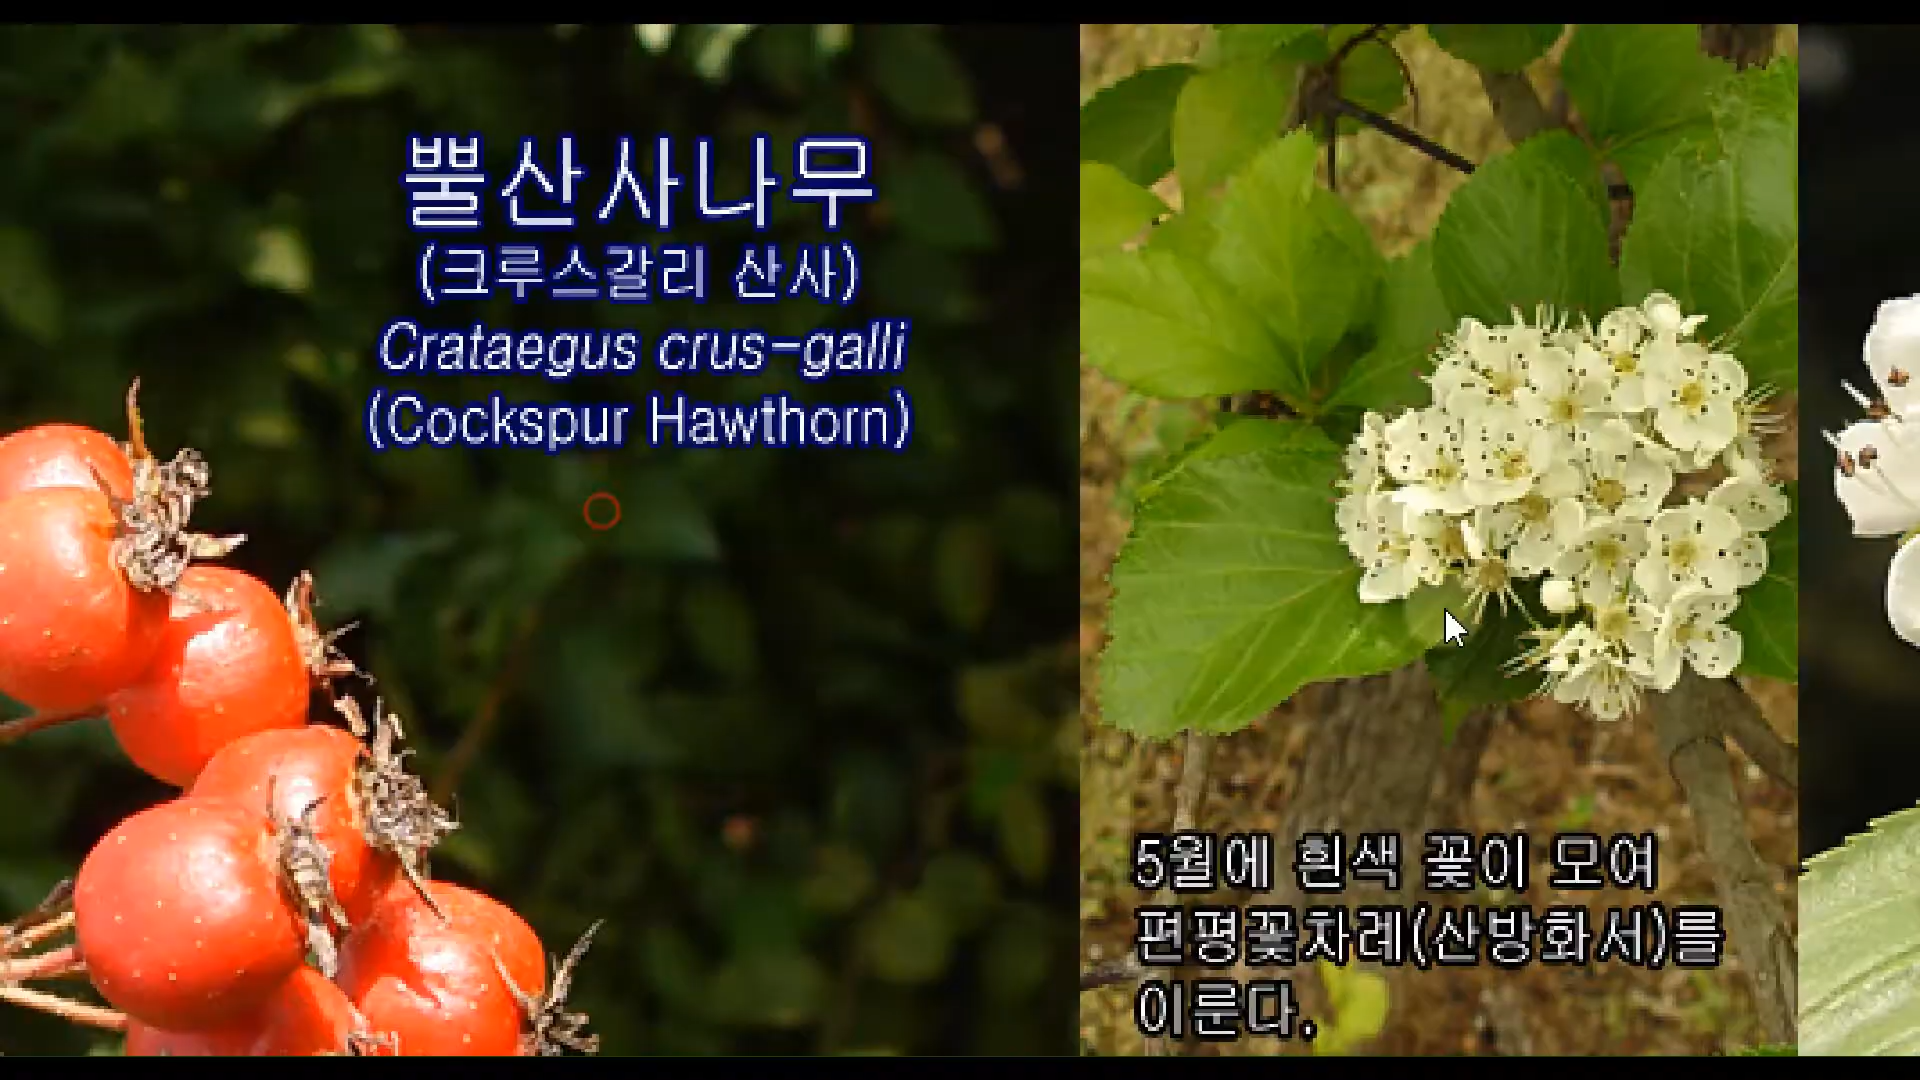 뿔산사나무
(크루스갈리 산사)
Crataegus crus-galli
(Cockspur Hawthorn)
5월에 흰색 꽃이 모여
편평꽃차례(산방화서)를
이룬다.